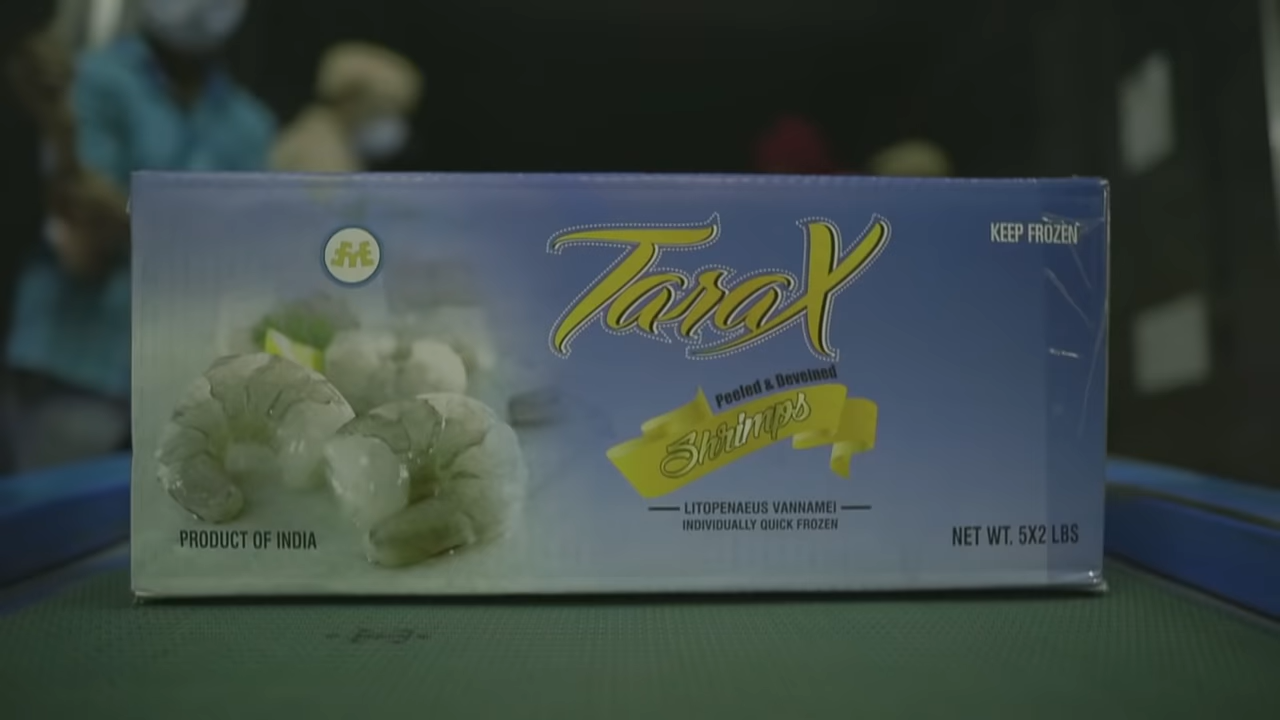 TaraX
KEEP FROZEN
Peeled & Deveined
Shrimps
LITOPENAEUS VANNAMEI
INDIVIDUALLY QUICK FROZEN
PRODUCT OF INDIA
NET WT. 5X2 LBS